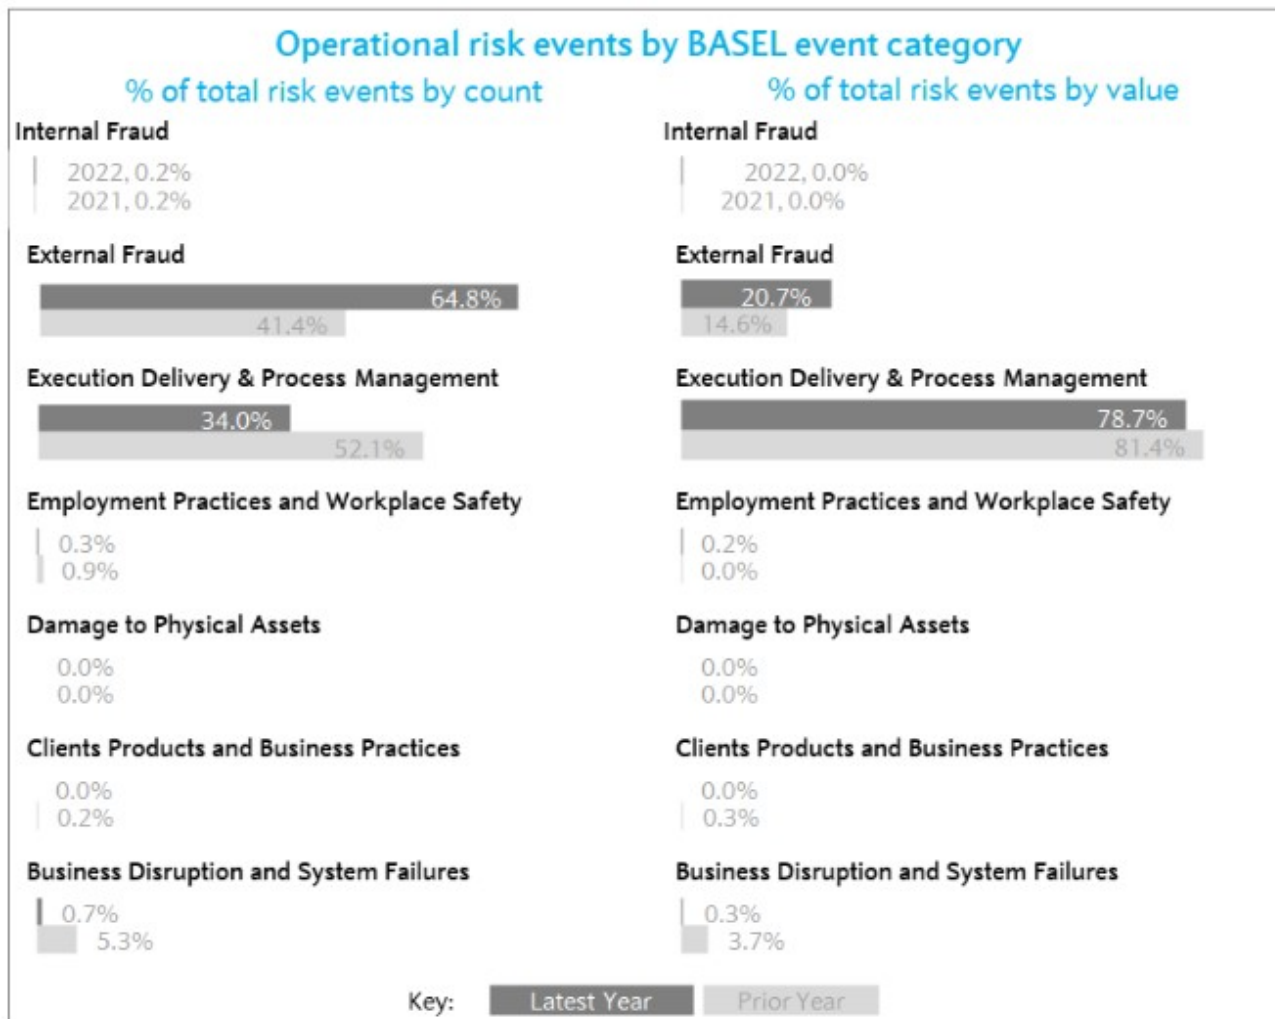 Operational risk events by BASEL event category
% of total risk events by count
% of total risk events by value
Internal Fraud
2022, 0.2%
2021, 0.2%
Internal Fraud
2022, 0.0%
2021, 0.0%
External Fraud
64.8%
41.4%
External Fraud
20.7%
14.6%
Execution Delivery & Process Management
34.0%
52.1%
Execution Delivery & Process Management
78.7%
81.4%
Employment Practices and Workplace Safety
0.3%
0.9%
Employment Practices and Workplace Safety
0.2%
0.0%
Damage to Physical Assets
0.0%
0.0%
Damage to Physical Assets
0.0%
0.0%
Clients Products and Business Practices
0.0%
0.2%
Clients Products and Business Practices
0.0%
0.3%
Business Disruption and System Failures
0.7%
5.3%
Business Disruption and System Failures
0.3%
3.7%
Key: Latest Year Prior Year